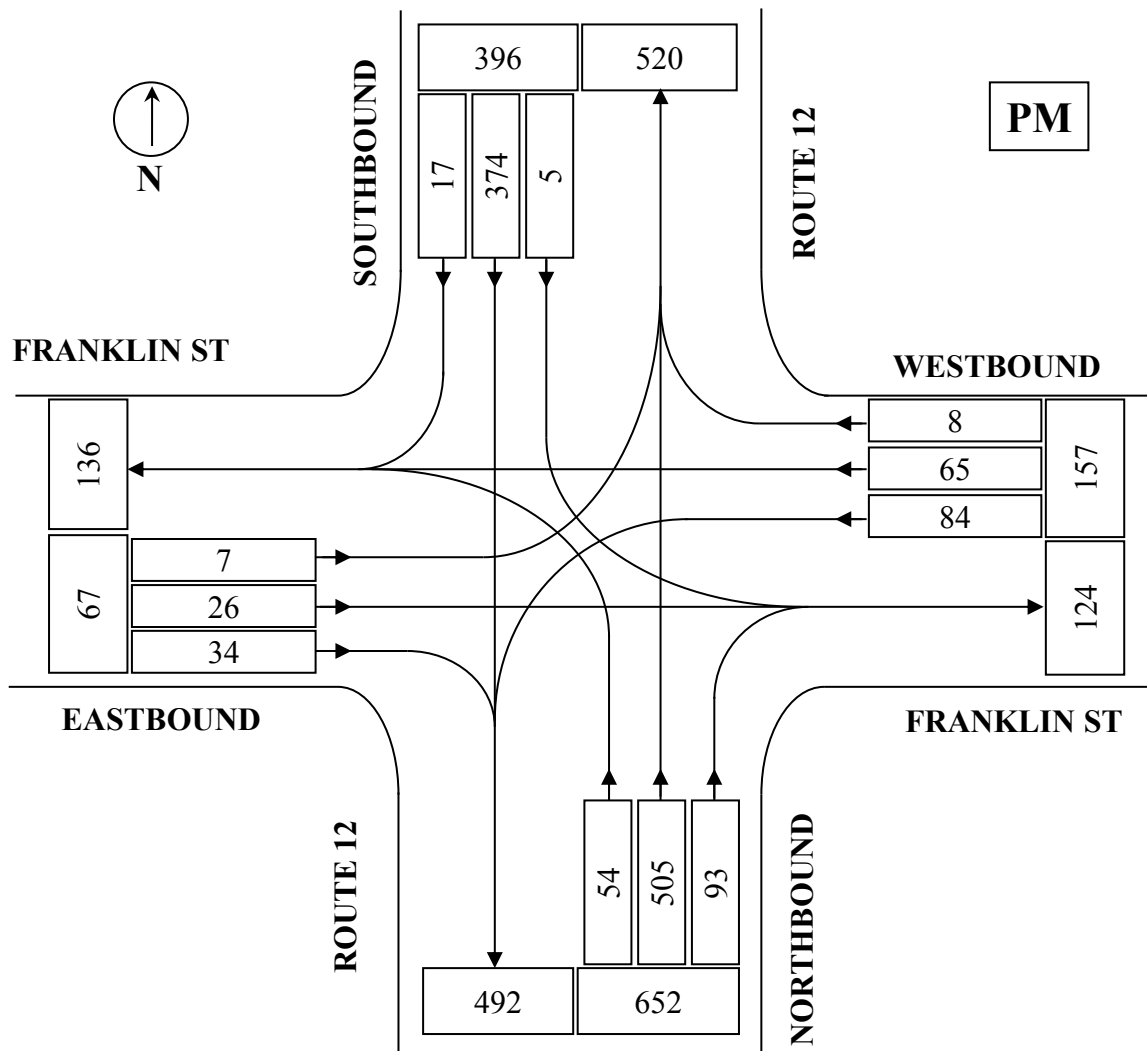 396
520
PM
N
SOUTHBOUND
17
374
5
ROUTE 12
FRANKLIN ST
WESTBOUND
136
8
65
84
157
67
7
26
34
124
EASTBOUND
FRANKLIN ST
ROUTE 12
54
505
93
NORTHBOUND
492
652